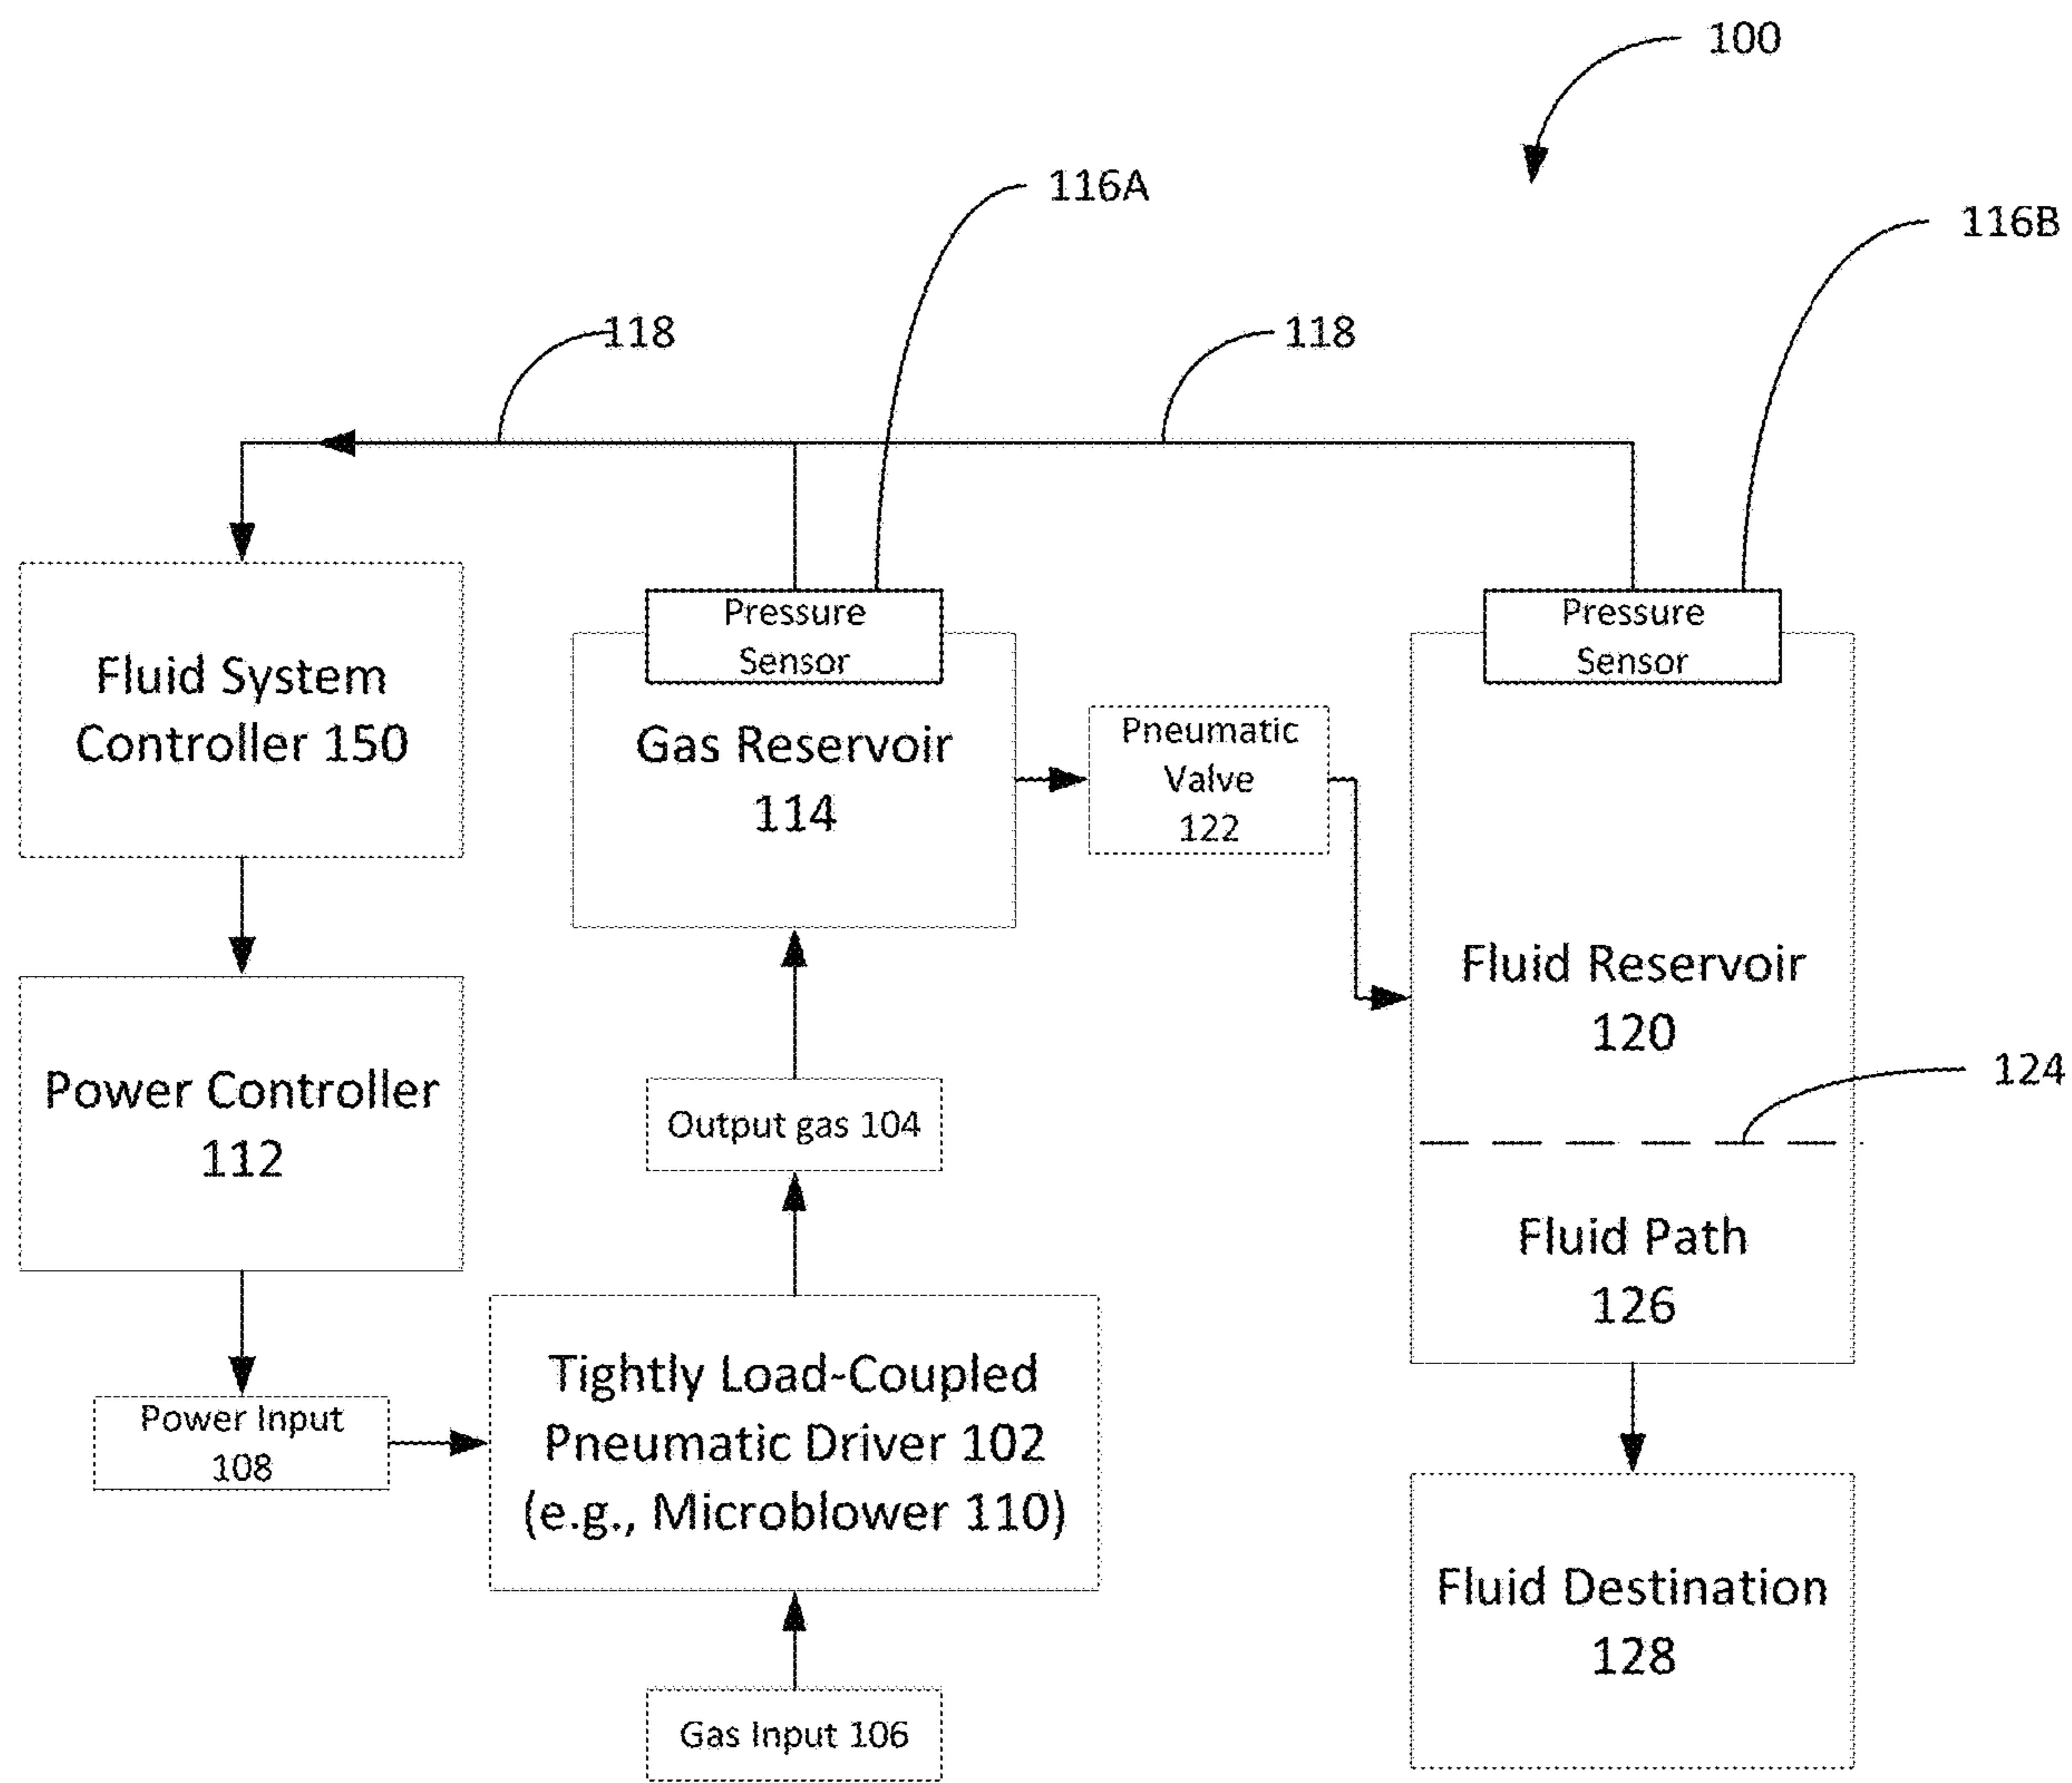 100
116A
116B
118
118
Pressure
Sensor
Pressure
Sensor
Fluid System
Controller 150
Gas Reservoir
114
Pneumatic
Valve
122
Fluid Reservoir
120
124
Power Controller
112
Output gas 104
Fluid Path
126
Tightly Load-Coupled
Pneumatic Driver 102
(e.g., Microblower 110)
Power Input
108
Fluid Destination
128
Gas Input 106